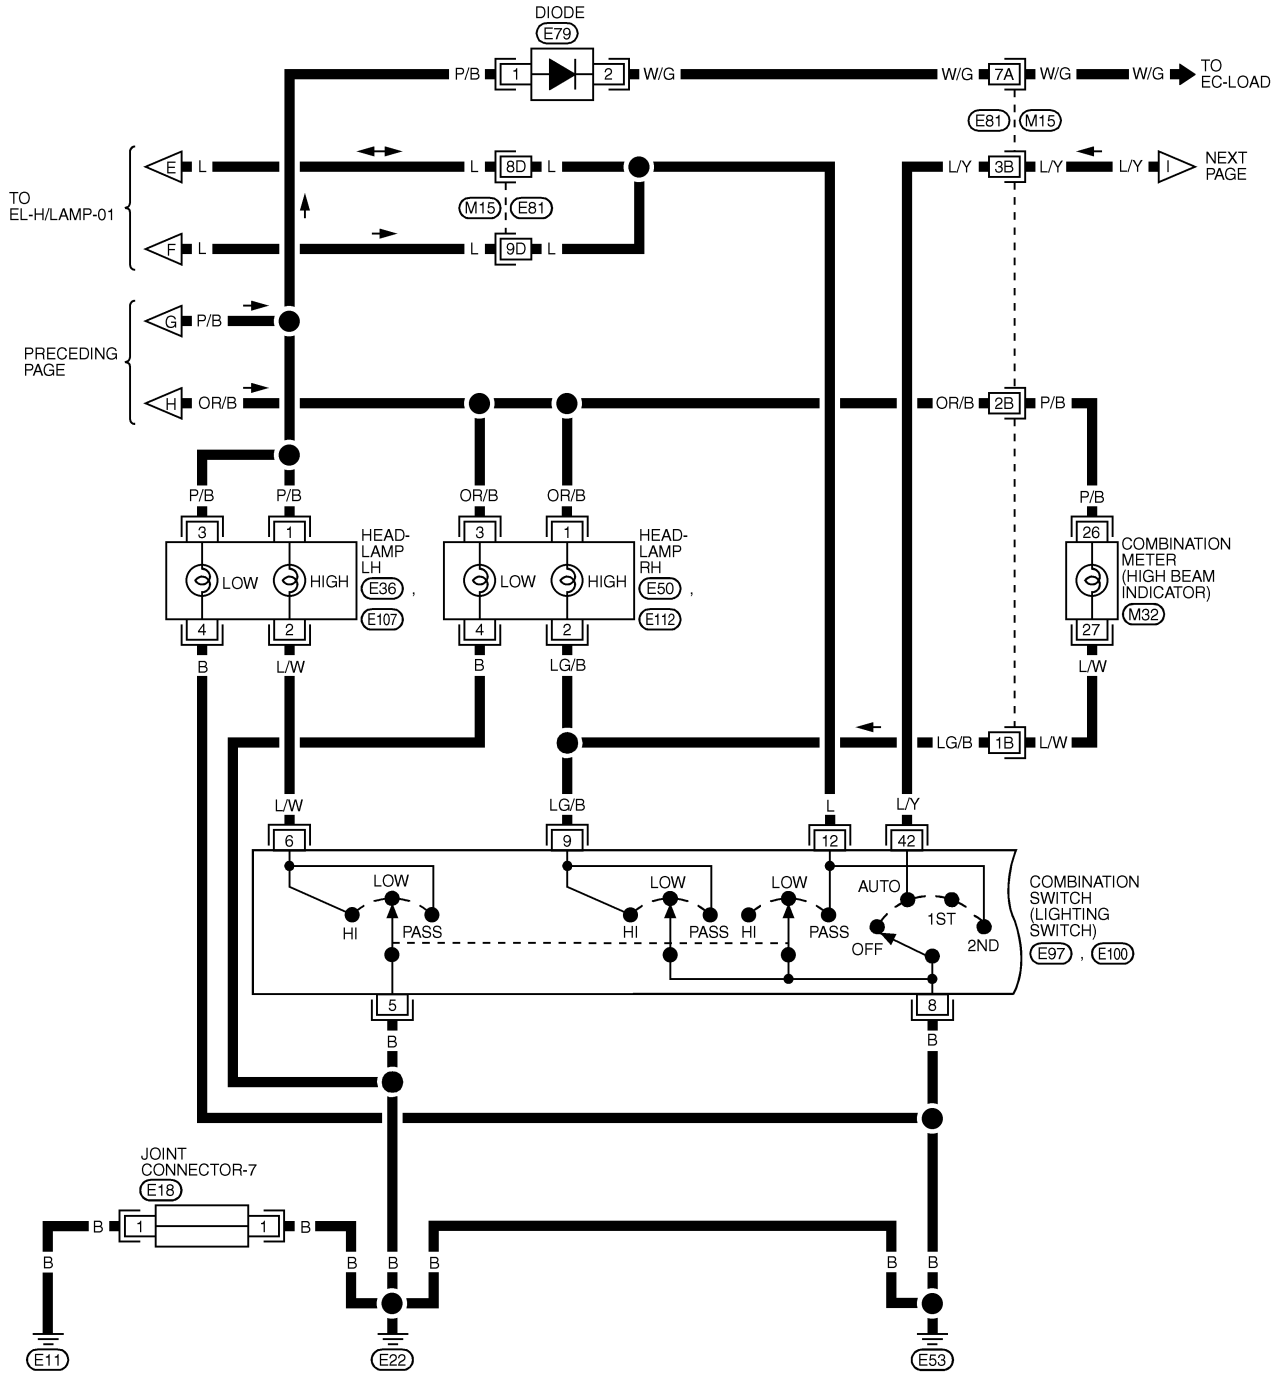 DIODE
E79
P/B 1 2 W/G W/G 7A W/G W/G TO
EC-LOAD
E81 M15
E L L 8D L L/Y 3B L/Y L/Y I NEXT
PAGE
TO
EL-H/LAMP-01
M15 E81
F L L 9D L
G P/B
PRECEDING
PAGE
H OR/B OR/B 2B P/B
P/B P/B OR/B OR/B P/B
3 1 3 1 26
HEAD-
LAMP
LH
E36 ,
E107
LOW HIGH
HEAD-
LAMP
RH
E50 ,
E112
LOW HIGH
COMBINATION
METER
(HIGH BEAM
INDICATOR)
M32
4 2 4 2 27
B L/W B LG/B L/W
LG/B 1B L/W
L/W LG/B L L/Y
6 9 12 42
LOW LOW LOW AUTO
HI PASS HI PASS HI PASS 1ST
OFF 2ND
COMBINATION
SWITCH
(LIGHTING
SWITCH)
E97 , E100
5 8
B B
JOINT
CONNECTOR-7
E18
B 1 1 B
B B B B B B
E11 E22 E53